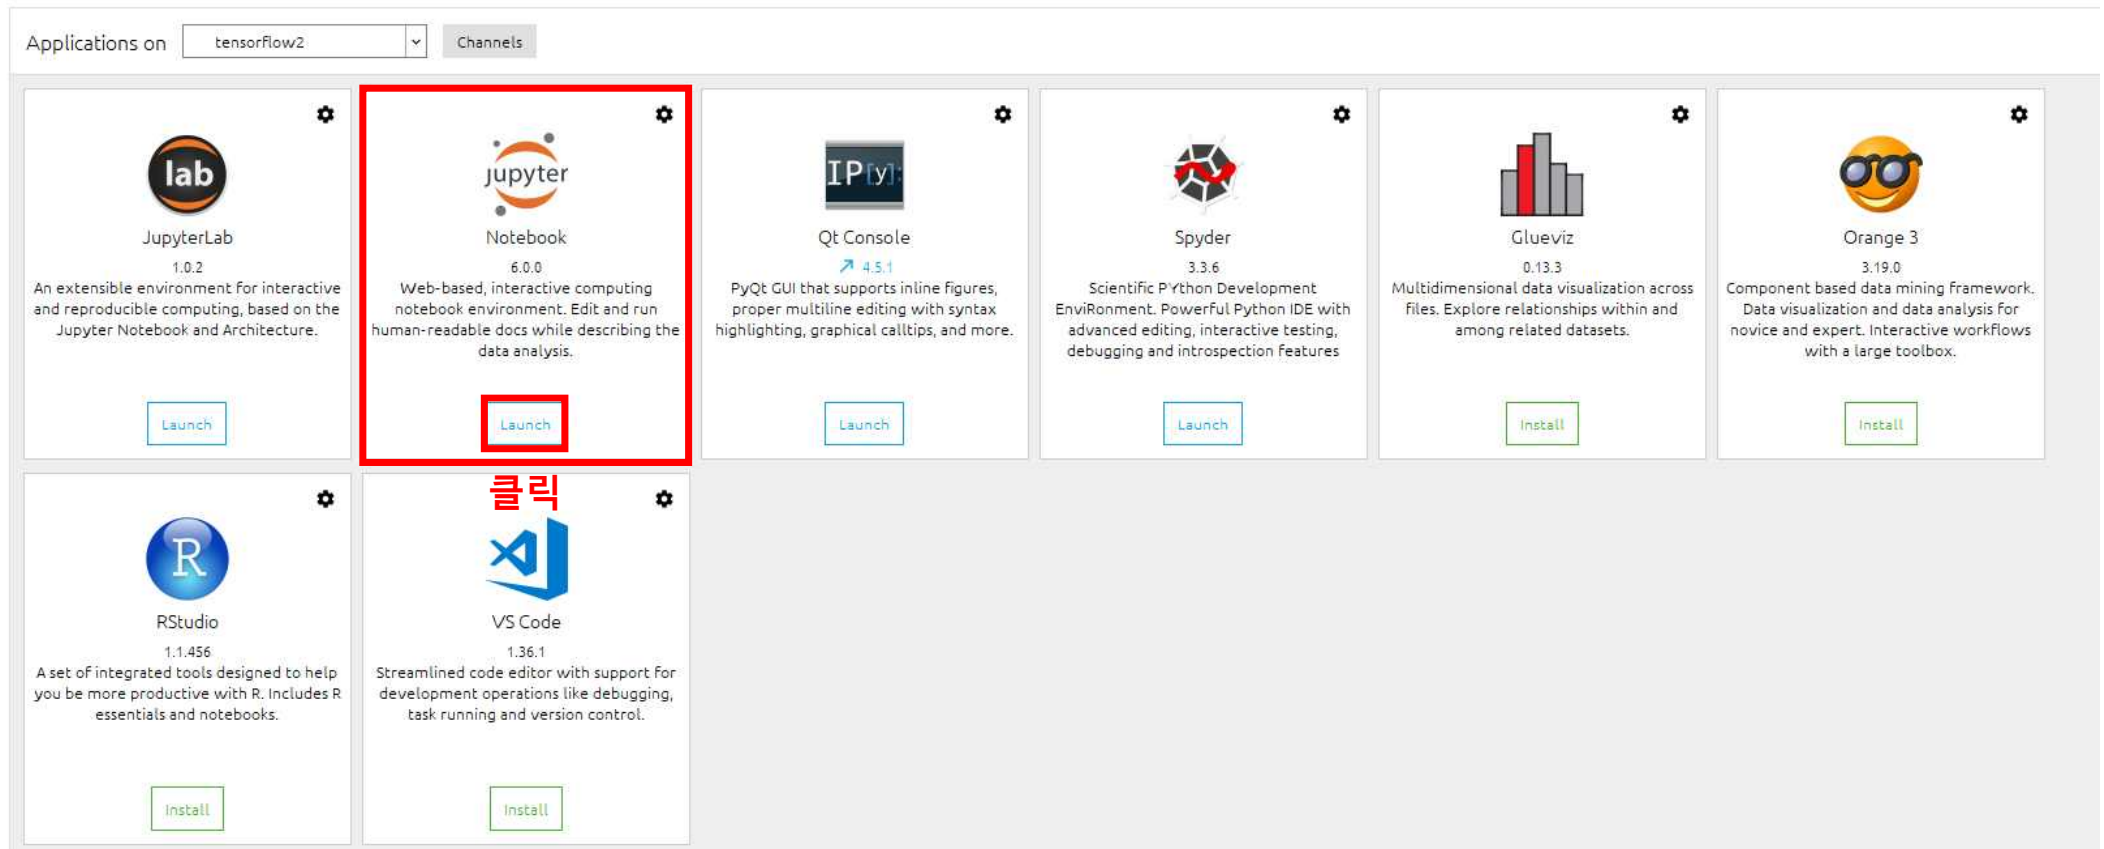 Applications on
tensorflow2
Channels
lab
JupyterLab
1.0.2
An extensible environment for interactive
and reproducible computing, based on the
Jupyter Notebook and Architecture.
Launch
jupyter
Notebook
6.0.0
Web-based, interactive computing
notebook environment. Edit and run
human-readable docs while describing the
data analysis.
Launch
클릭
IP[y]:
Qt Console
4.5.1
PyQt GUI that supports inline figures,
proper multiline editing with syntax
highlighting, graphical calltips, and more.
Launch
Spyder
3.3.6
Scientific PYthon Development
EnviRonment. Powerful Python IDE with
advanced editing, interactive testing,
debugging and introspection features
Launch
Glueviz
0.13.3
Multidimensional data visualization across
files. Explore relationships within and
among related datasets.
Install
Orange 3
3.19.0
Component based data mining framework.
Data visualization and data analysis for
novice and expert. Interactive workflows
with a large toolbox.
Install
R
RStudio
1.1.456
A set of integrated tools designed to help
you be more productive with R. Includes R
essentials and notebooks.
Install
VS Code
1.36.1
Streamlined code editor with support for
development operations like debugging,
task running and version control.
Install